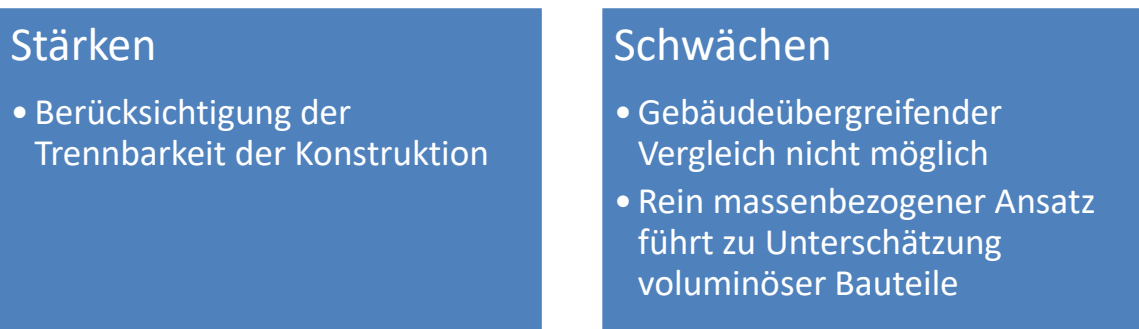 Stärken
• Berücksichtigung der
Trennbarkeit der Konstruktion
Schwächen
• Gebäudeübergreifender
Vergleich nicht möglich
• Rein massenbezogener Ansatz
führt zu Unterschätzung
voluminöser Bauteile